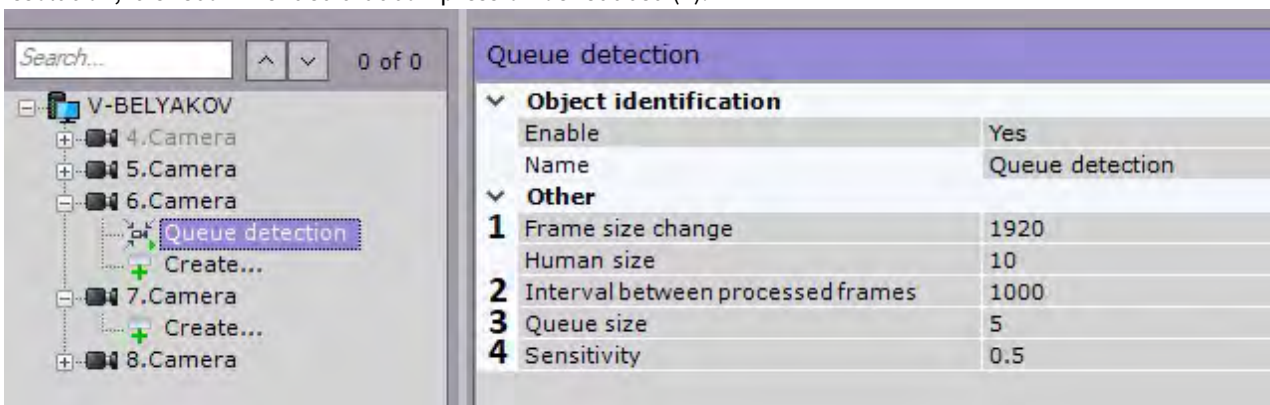 Search...
0 of 0
V-BELYAKOV
4.Camera
5.Camera
6.Camera
Queue detection
Create...
7.Camera
Create...
8.Camera
Queue detection
Object identification
Enable Yes
Name Queue detection
Other
1 Frame size change 1920
Human size 10
2 Interval between processed frames 1000
3 Queue size 5
4 Sensitivity 0.5